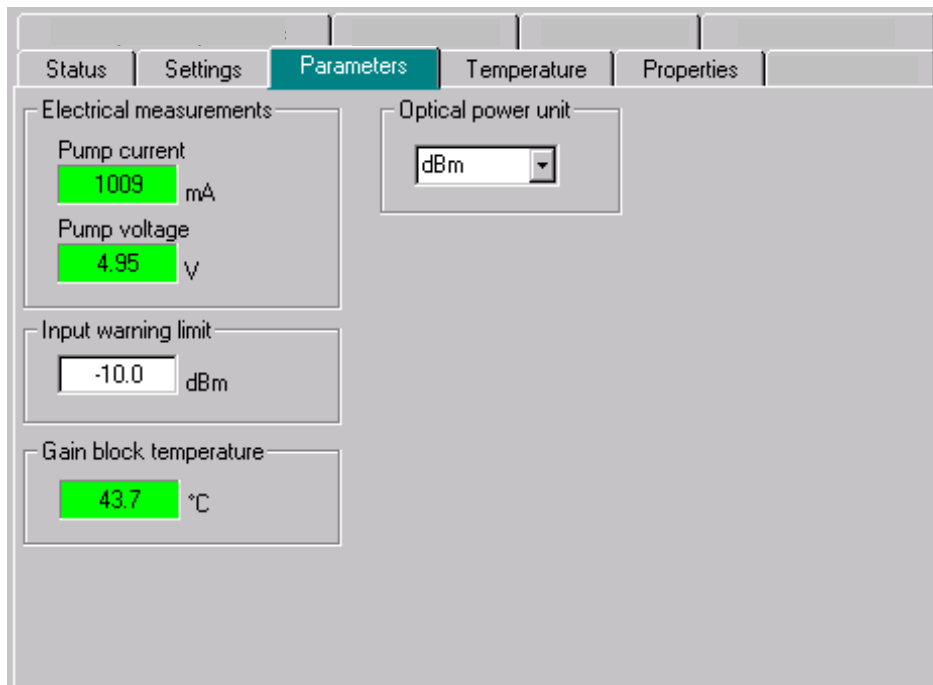 Status Settings Parameters Temperature Properties
Electrical measurements
Pump current
1009 mA
Pump voltage
4.95 V
Input warning limit
-10.0 dBm
Gain block temperature
43.7 °C
Optical power unit
dBm